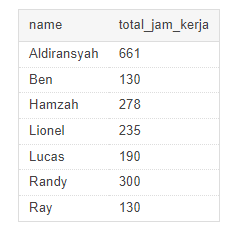 name total_jam_kerja
Aldiransyah 661
Ben 130
Hamzah 278
Lionel 235
Lucas 190
Randy 300
Ray 130